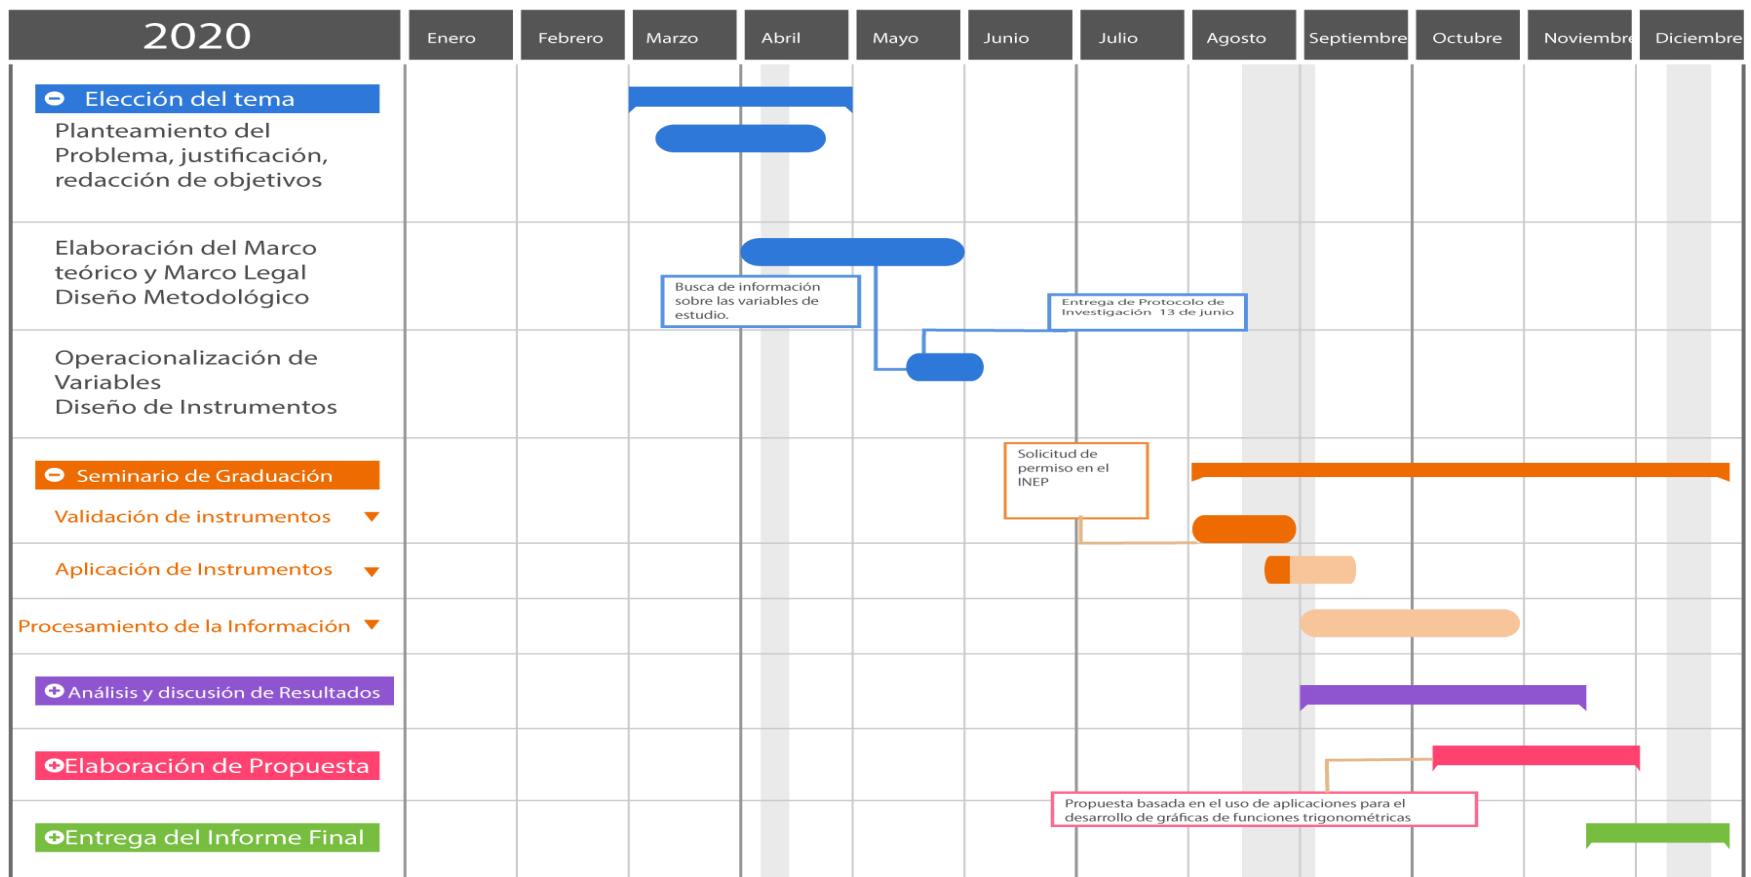 2020
Enero
Febrero
Marzo
Abril
Mayo
Junio
Julio
Agosto
Septiembre
Octubre
Noviembre
Diciembre
Elección del tema
Planteamiento del
Problema, justificación,
redacción de objetivos
Elaboración del Marco
teórico y Marco Legal
Diseño Metodológico
Busca de información
sobre las variables de
estudio.
Entrega de Protocolo de
Investigación 13 de junio
Operacionalización de
Variables
Diseño de Instrumentos
Solicitud de
permiso en el
INEP
Seminario de Graduación
Validación de instrumentos
Aplicación de Instrumentos
Procesamiento de la Información
Análisis y discusión de Resultados
Elaboración de Propuesta
Propuesta basada en el uso de aplicaciones para el
desarrollo de gráficas de funciones trigonométricas
Entrega del Informe Final